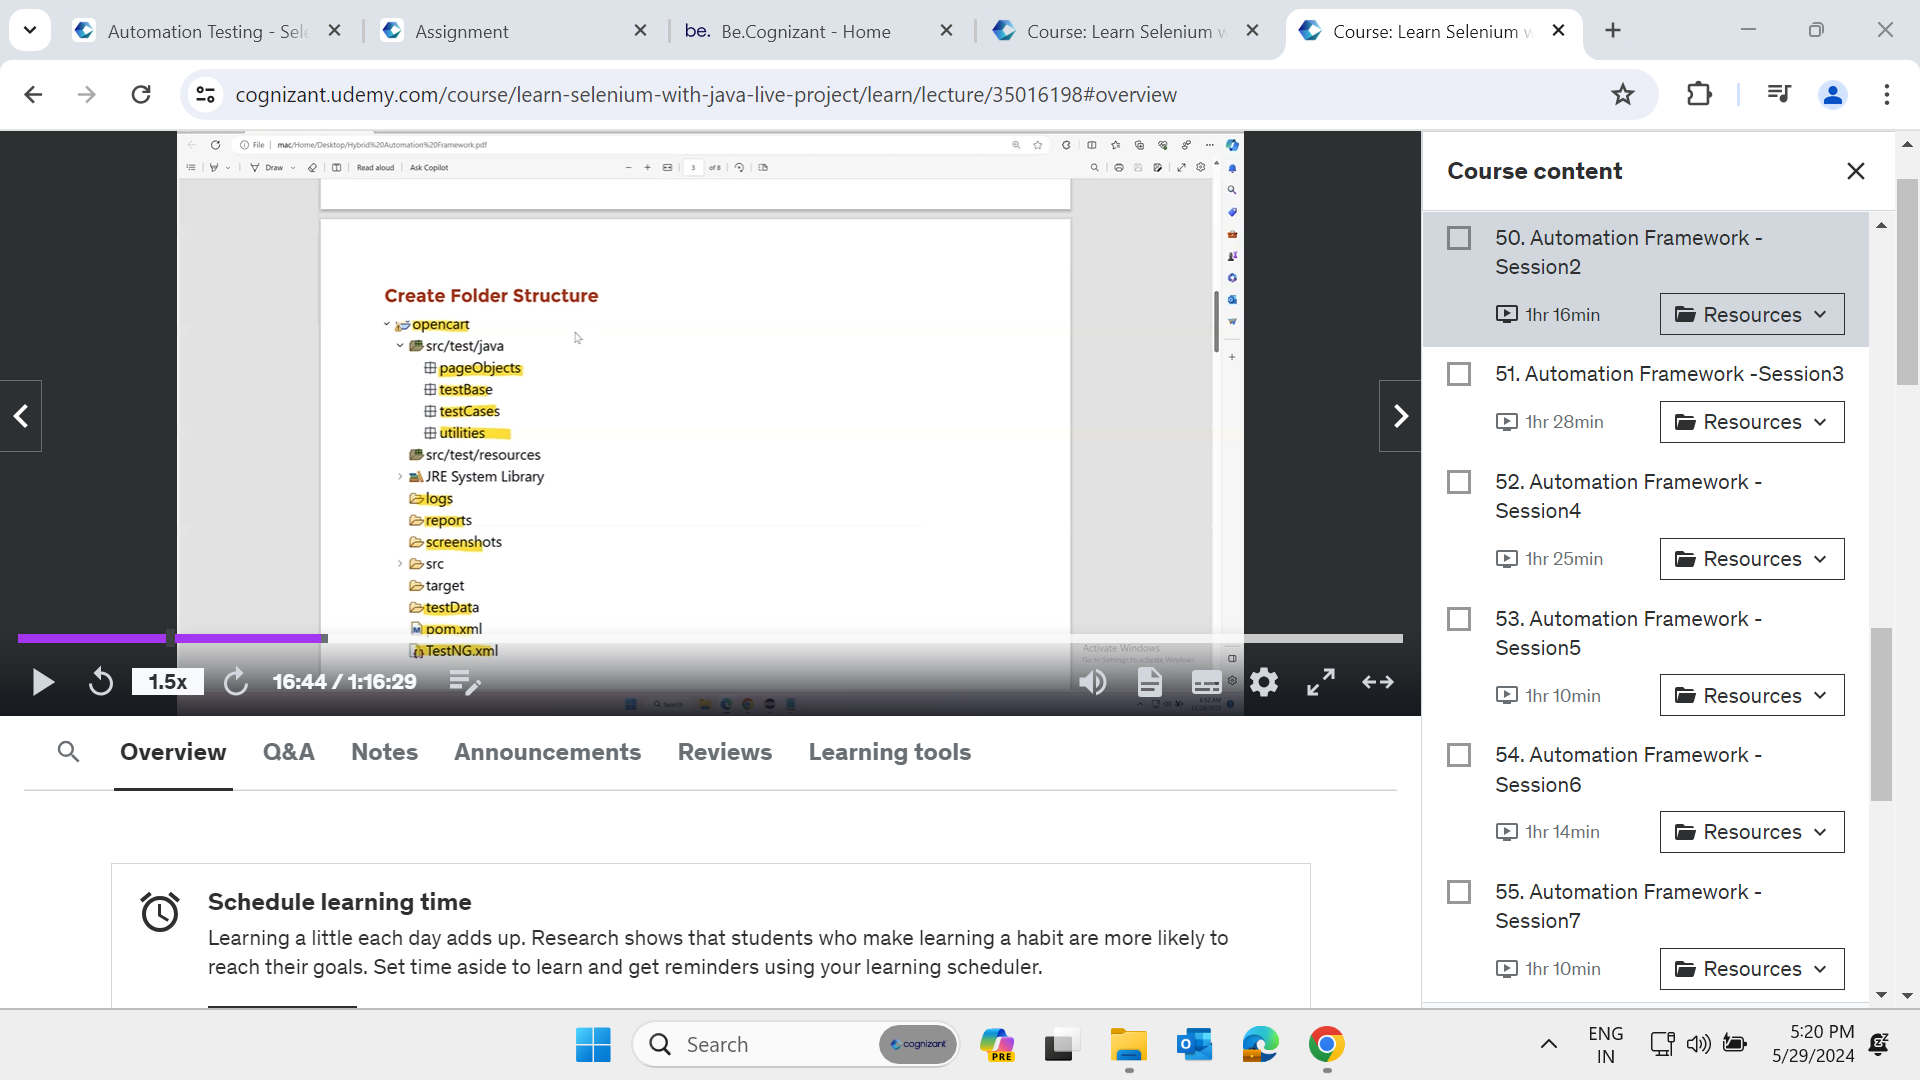 Automation Testing - Sel
Assignment
be. Be.Cognizant - Home
Course: Learn Selenium w
Course: Learn Selenium w
cognizant.udemy.com/course/learn-selenium-with-java-live-project/learn/lecture/35016198#overview
File mac/Home/Desktop/Hybrid%20Automation%20Framework.pdf
Draw Read aloud Ask Copilot 3 of 8
Create Folder Structure
opencart
src/test/java
pageObjects
testBase
testCases
utilities
src/test/resources
JRE System Library
logs
reports
screenshots
src
target
testData
pom.xml
TestNG.xml
Activate Windows
Go to Settings to activate Windows.
Search
1.5x
16:44 / 1:16:29
Course content
50. Automation Framework -
Session2
1hr 16min Resources
51. Automation Framework -Session3
1hr 28min Resources
52. Automation Framework -
Session4
1hr 25min Resources
53. Automation Framework -
Session5
1hr 10min Resources
54. Automation Framework -
Session6
1hr 14min Resources
55. Automation Framework -
Session7
1hr 10min Resources
Overview Q&A Notes Announcements Reviews Learning tools
Schedule learning time
Learning a little each day adds up. Research shows that students who make learning a habit are more likely to
reach their goals. Set time aside to learn and get reminders using your learning scheduler.
Search
cognizant
PRE
ENG
IN
5:20 PM
5/29/2024